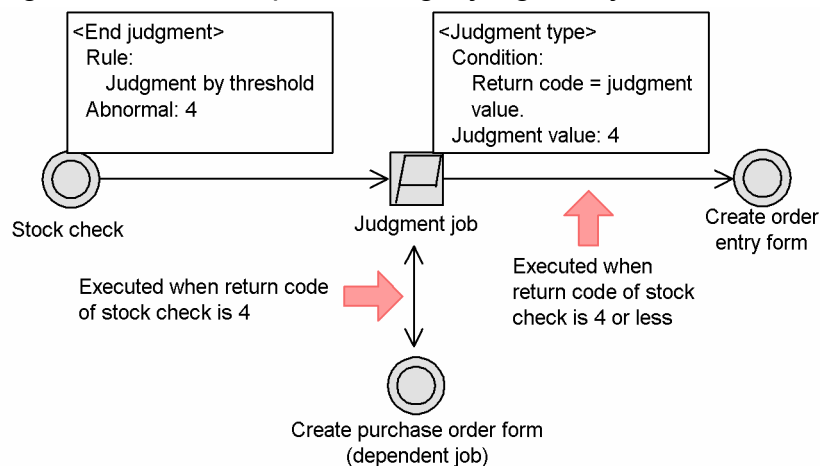 <End judgment>
Rule:
Judgment by threshold
Abnormal: 4
<Judgment type>
Condition:
Return code = judgment
value.
Judgment value: 4
Stock check
Judgment job
Create order
entry form
Executed when return code
of stock check is 4
Executed when
return code of stock
check is 4 or less
Create purchase order form
(dependent job)